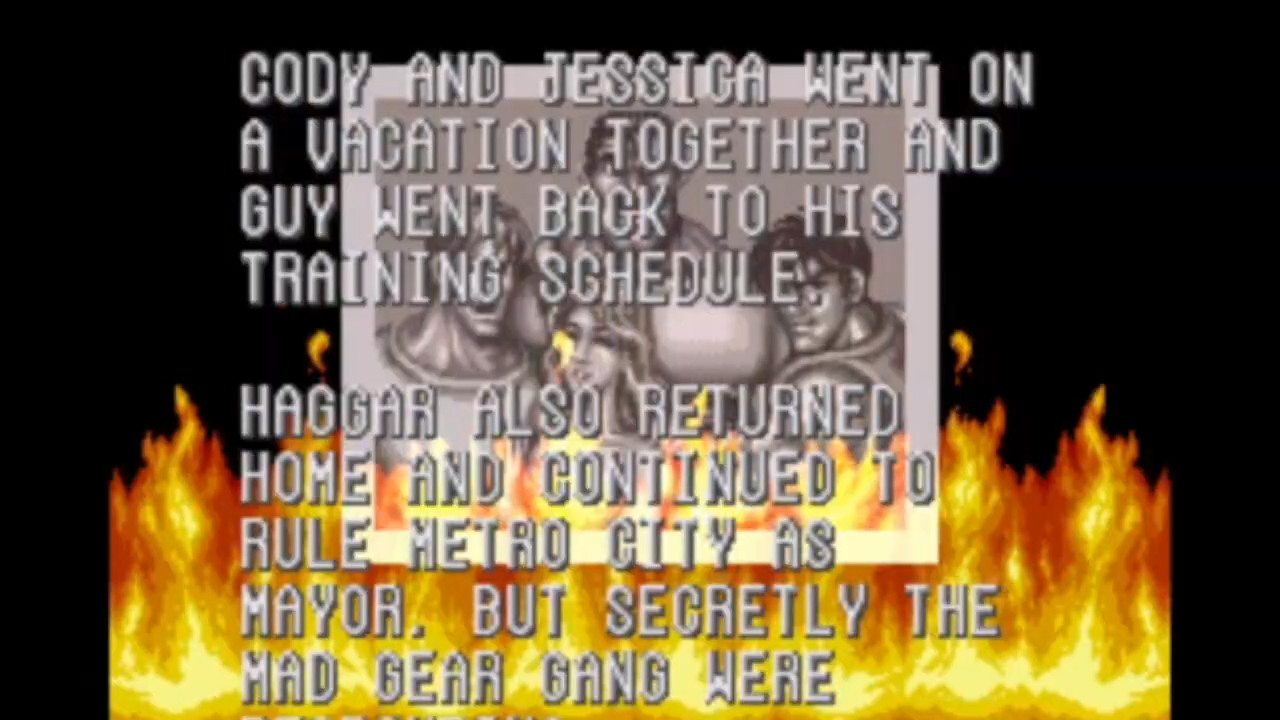 CODY AND JESSICA WENT ON
A VACATION TOGETHER AND
GUY WENT BACK TO HIS
TRAINING SCHEDULE.
HAGGAR ALSO RETURNED
HOME AND CONTINUED TO
RULE METRO CITY AS
MAYOR. BUT SECRETLY THE
MAD GEAR GANG WERE